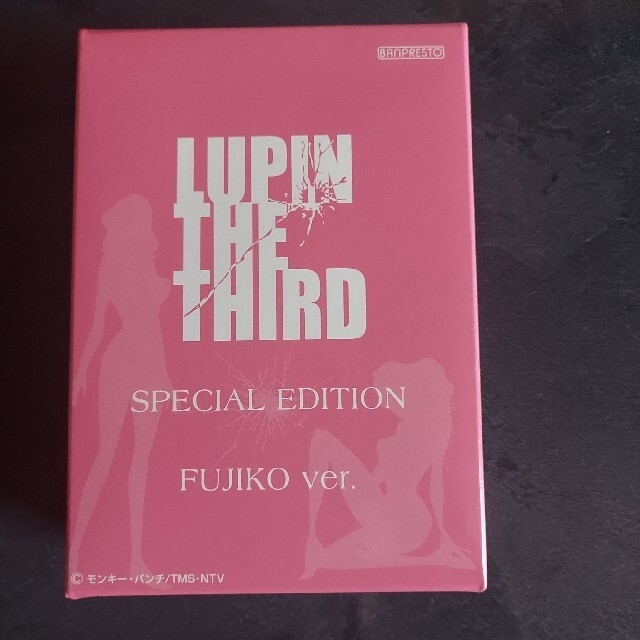 BANPRESTO
LUPIN
THE
THIRD
SPECIAL EDITION
FUJIKO ver.
© モンキー・パンチ/TMS・NTV